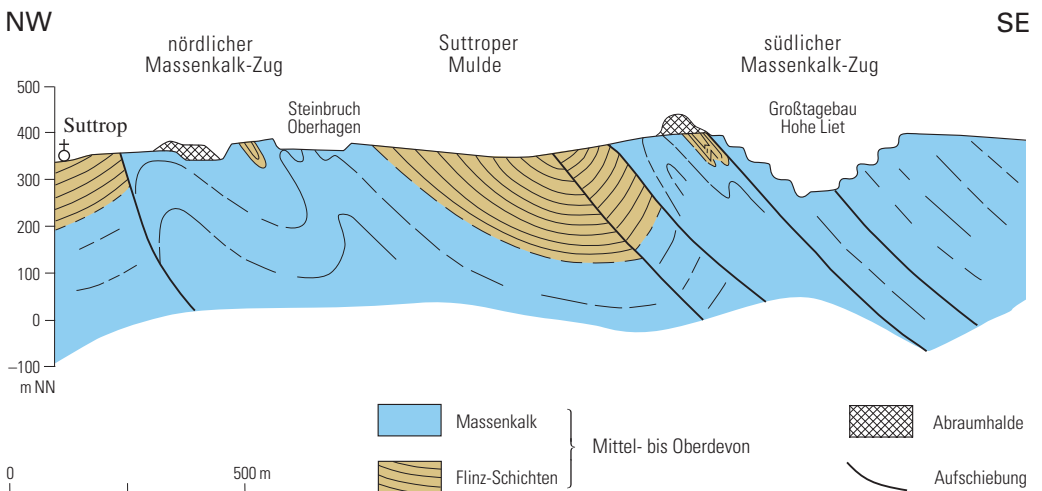 NW
SE
nördlicher
Massenkalk-Zug
Suttroper
Mulde
südlicher
Massenkalk-Zug
Steinbruch
Oberhagen
Großtagebau
Hohe Liet
Suttrop
500
400
300
200
100
0
–100
m NN
Massenkalk
Flinz-Schichten
Mittel- bis Oberdevon
Abraumhalde
Aufschiebung
0
500 m